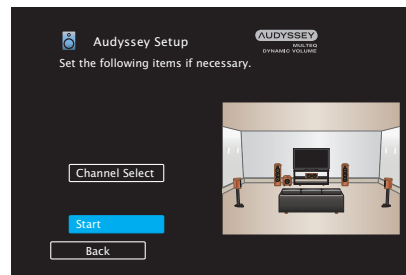 Audyssey Setup
AUDYSSEY
MULTEQ
DYNAMIC VOLUME
Set the following items if necessary.
Channel Select
Start
Back